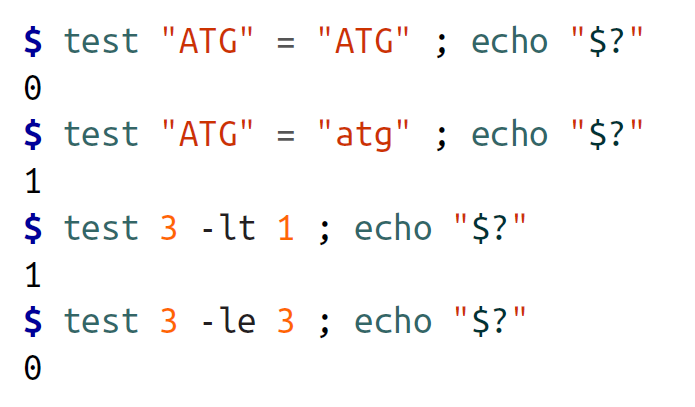 $ test "ATG" = "ATG" ; echo "$?"
0
$ test "ATG" = "atg" ; echo "$?"
1
$ test 3 -lt 1 ; echo "$?"
1
$ test 3 -le 3 ; echo "$?"
0